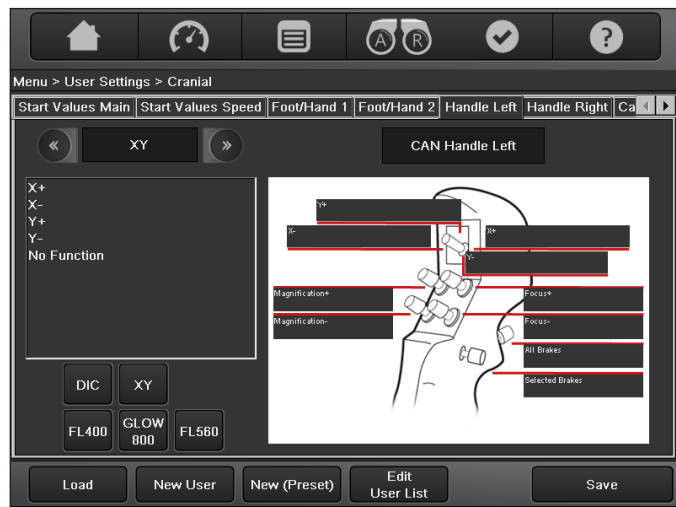 A R ?
Menu > User Settings > Cranial
Start Values Main Start Values Speed Foot/Hand 1 Foot/Hand 2 Handle Left Handle Right Ca
« XY » CAN Handle Left
X+
X-
Y+
Y-
No Function
Y+
X- X+
Y-
Magnification+ Focus+
Magnification- Focus-
All Brakes
Selected Brakes
DIC XY
FL400 GLOW 800 FL560
Load New User New (Preset) Edit User List Save